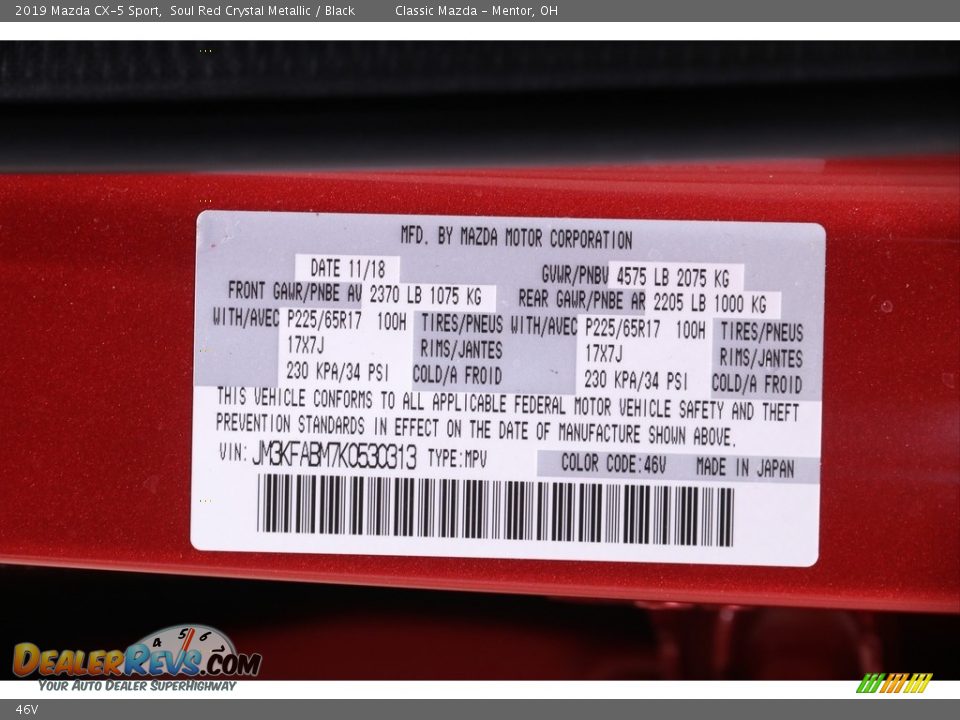 2019 Mazda CX-5 Sport, Soul Red Crystal Metallic / Black Classic Mazda - Mentor, OH
MFD. BY MAZDA MOTOR CORPORATION
DATE 11/18 GVWR/PNBV 4575 LB 2075 KG
FRONT GAWR/PNBE AV 2370 LB 1075 KG REAR GAWR/PNBE AR 2205 LB 1000 KG
WITH/AVEC P225/65R17 100H TIRES/PNEUS WITH/AVEC P225/65R17 100H TIRES/PNEUS
17X7J RIMS/JANTES 17X7J RIMS/JANTES
230 KPA/34 PSI COLD/A FROID 230 KPA/34 PSI COLD/A FROID
THIS VEHICLE CONFORMS TO ALL APPLICABLE FEDERAL MOTOR VEHICLE SAFETY AND THEFT
PREVENTION STANDARDS IN EFFECT ON THE DATE OF MANUFACTURE SHOWN ABOVE.
VIN: JM3KFABM7K0530313 TYPE:MPV COLOR CODE:46V MADE IN JAPAN
4 5 6
DEALERREVS.COM
YOUR AUTO DEALER SUPERHIGHWAY
46V